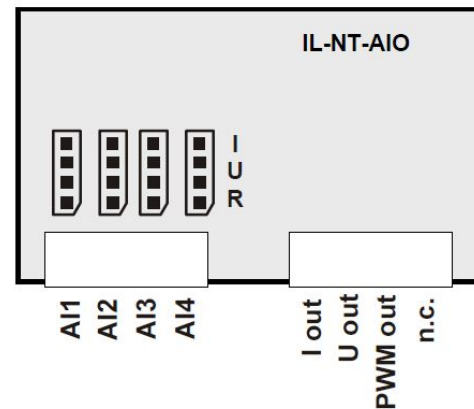 IL-NT-AIO
I
U
R
AI1
AI2
AI3
AI4
I out
U out
PWM out
n.c.